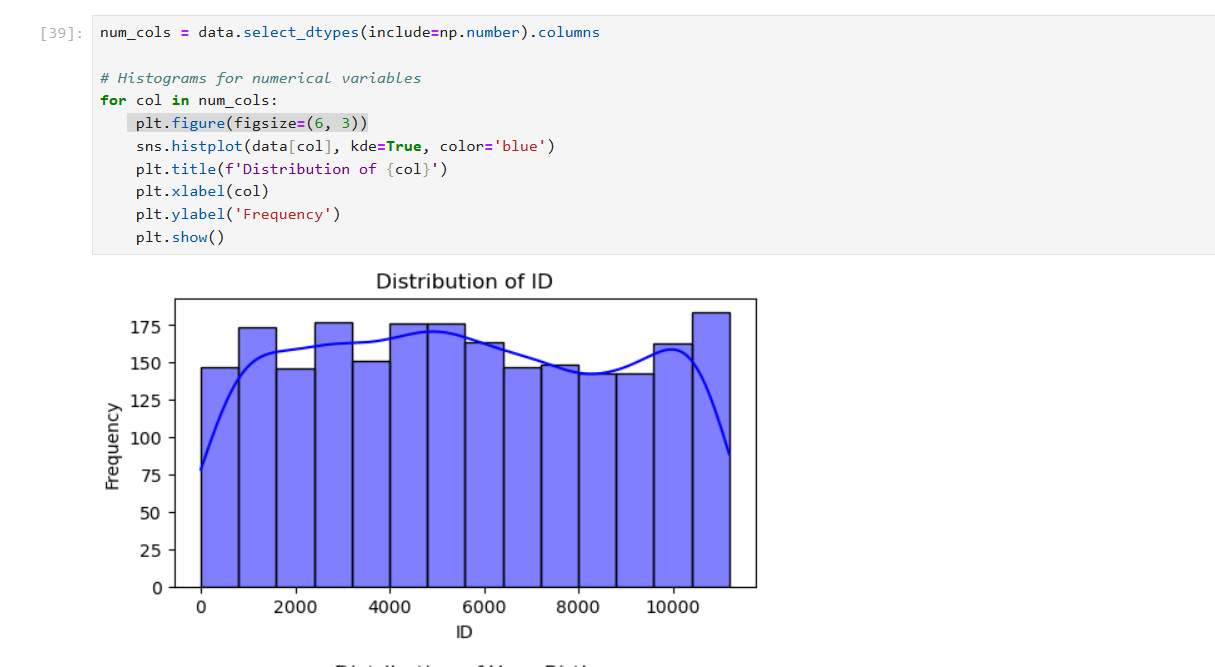 [39]:
num_cols = data.select_dtypes(include=np.number).columns
# Histograms for numerical variables
for col in num_cols:
plt.figure(figsize=(6, 3))
sns.histplot(data[col], kde=True, color='blue')
plt.title(f'Distribution of {col}')
plt.xlabel(col)
plt.ylabel('Frequency')
plt.show()
Distribution of ID
175
150
125
100
75
50
25
0
Frequency
0 2000 4000 6000 8000 10000
ID